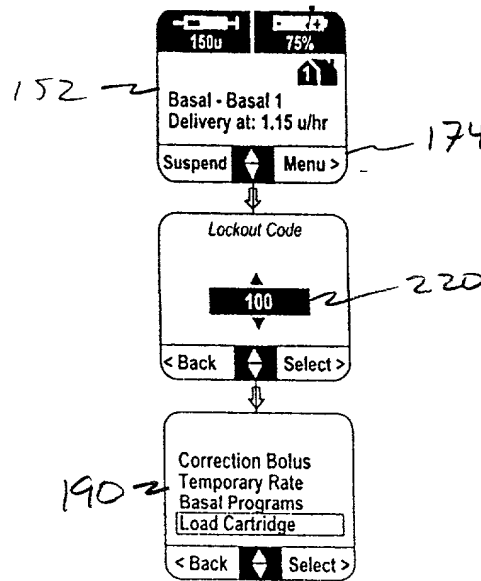 150u 75%
1
152
Basal - Basal 1
Delivery at: 1.15 u/hr
174
Suspend Menu >
Lockout Code
100
220
< Back Select >
190
Correction Bolus
Temporary Rate
Basal Programs
Load Cartridge
< Back Select >